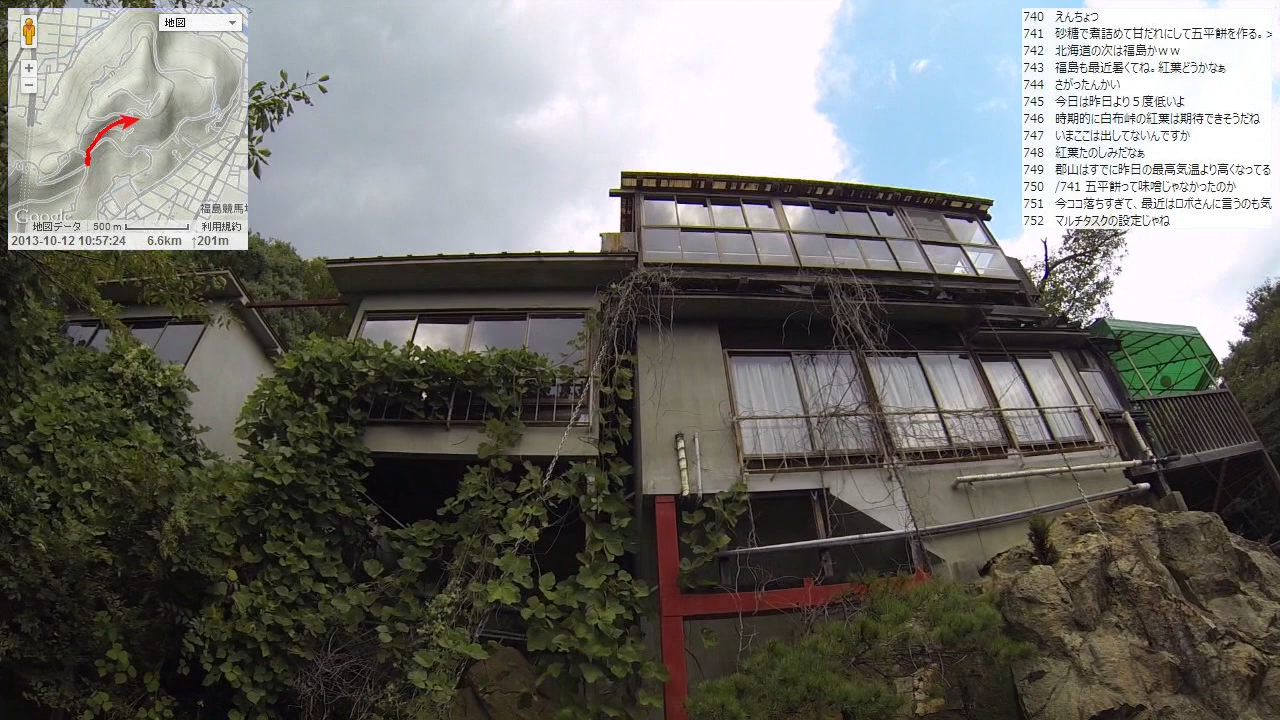 地図
+
−
Google
福島競馬場
地図データ 500 m 利用規約
2013-10-12 10:57:24 6.6km ↑201m
740 えんちょつ
741 砂糖で煮詰めて甘だれにして五平餅を作る。>
742 北海道の次は福島かｗｗ
743 福島も最近暑くてね。紅葉どうかなぁ
744 さがったんかい
745 今日は昨日より５度低いよ
746 時期的に白布峠の紅葉は期待できそうだね
747 いまここは出してないんですか
748 紅葉たのしみだなぁ
749 郡山はすでに昨日の最高気温より高くなってる
750 /741 五平餅って味噌じゃなかったのか
751 今ココ落ちすぎて、最近はロボさんに言うのも気
752 マルチタスクの設定じゃね